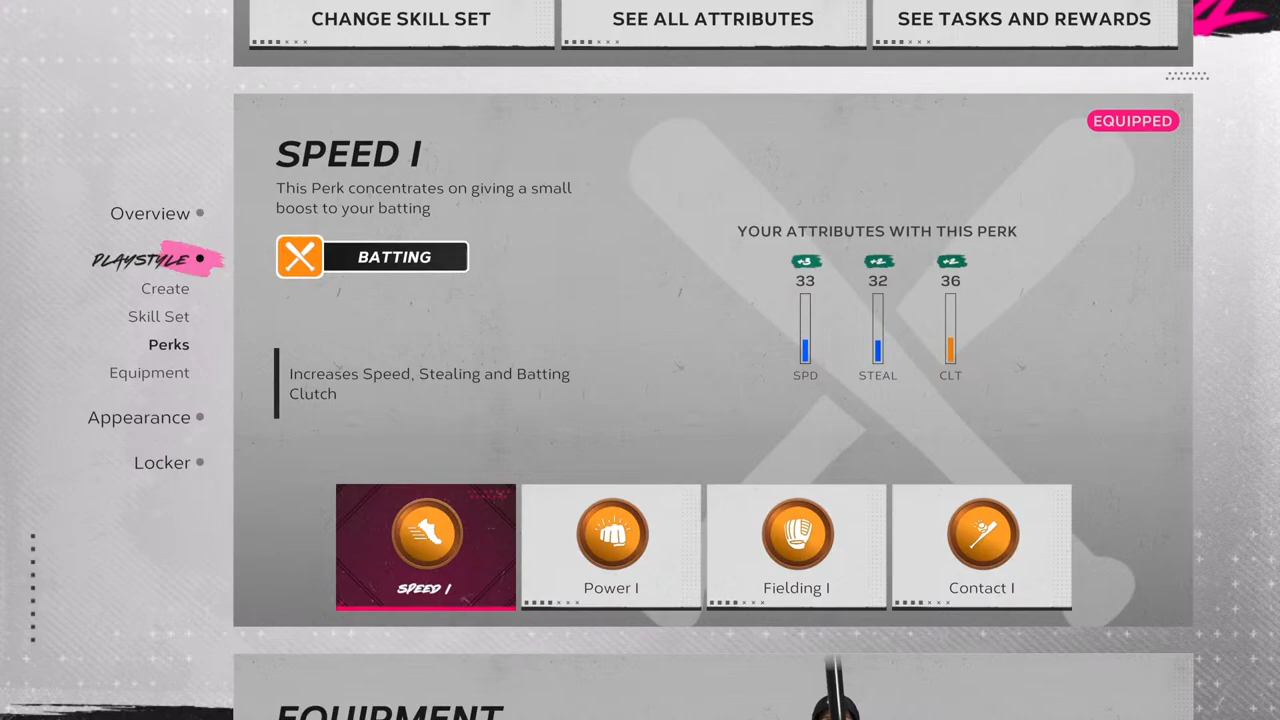 CHANGE SKILL SET
SEE ALL ATTRIBUTES
SEE TASKS AND REWARDS
EQUIPPED
SPEED I
This Perk concentrates on giving a small
boost to your batting
BATTING
YOUR ATTRIBUTES WITH THIS PERK
+3 +2 +2
33 32 36
SPD STEAL CLT
Increases Speed, Stealing and Batting
Clutch
Overview
PLAYSTYLE
Create
Skill Set
Perks
Equipment
Appearance
Locker
SPEED I
Power I
Fielding I
Contact I
EQUIPMENT